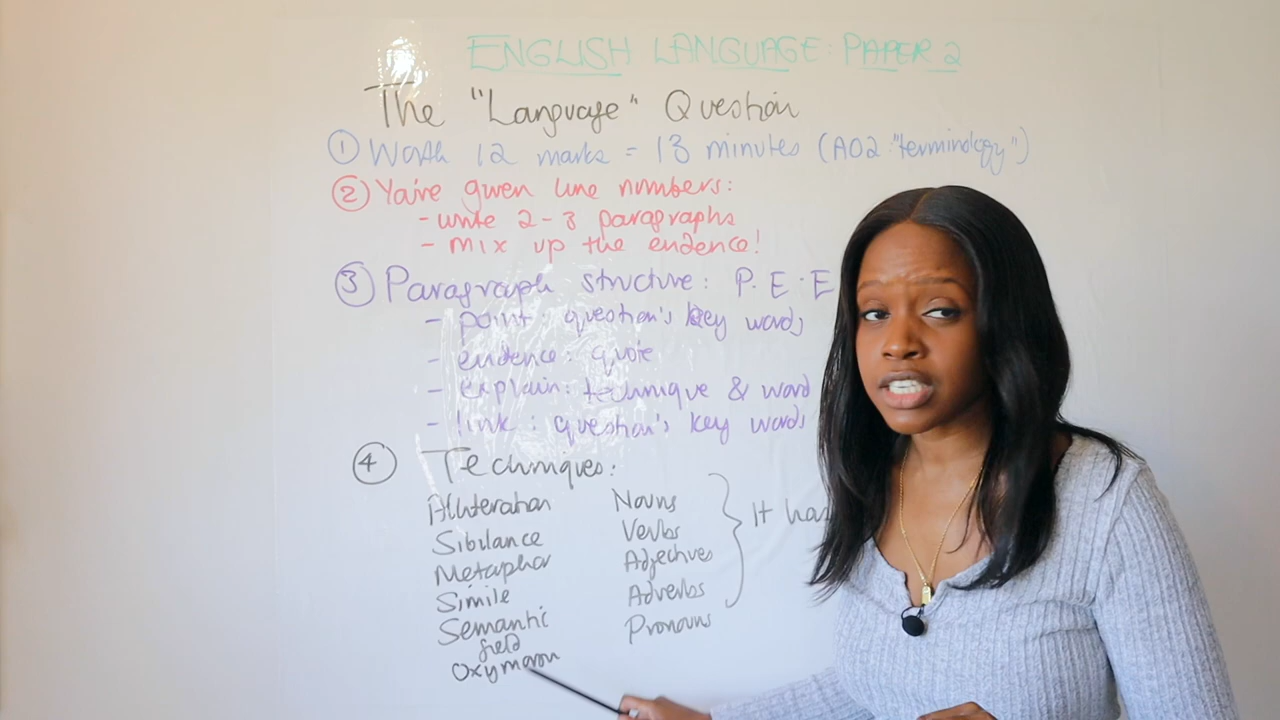 ENGLISH LANGUAGE: PAPER 2
The "Language" Question
① Worth 12 marks = 13 minutes (AO2: "terminology")
② You're given line numbers:
- write 2-3 paragraphs
- mix up the evidence!
③ Paragraph structure: P. E. E
- point: question's key words
- evidence: quote
- explain: technique & word
- link: question's key words
④ Techniques:
Alliteration Nouns
Sibilance Verbs
Metaphor Adjectives
Simile Adverbs
Semantic field Pronouns
Oxymoron
} It has